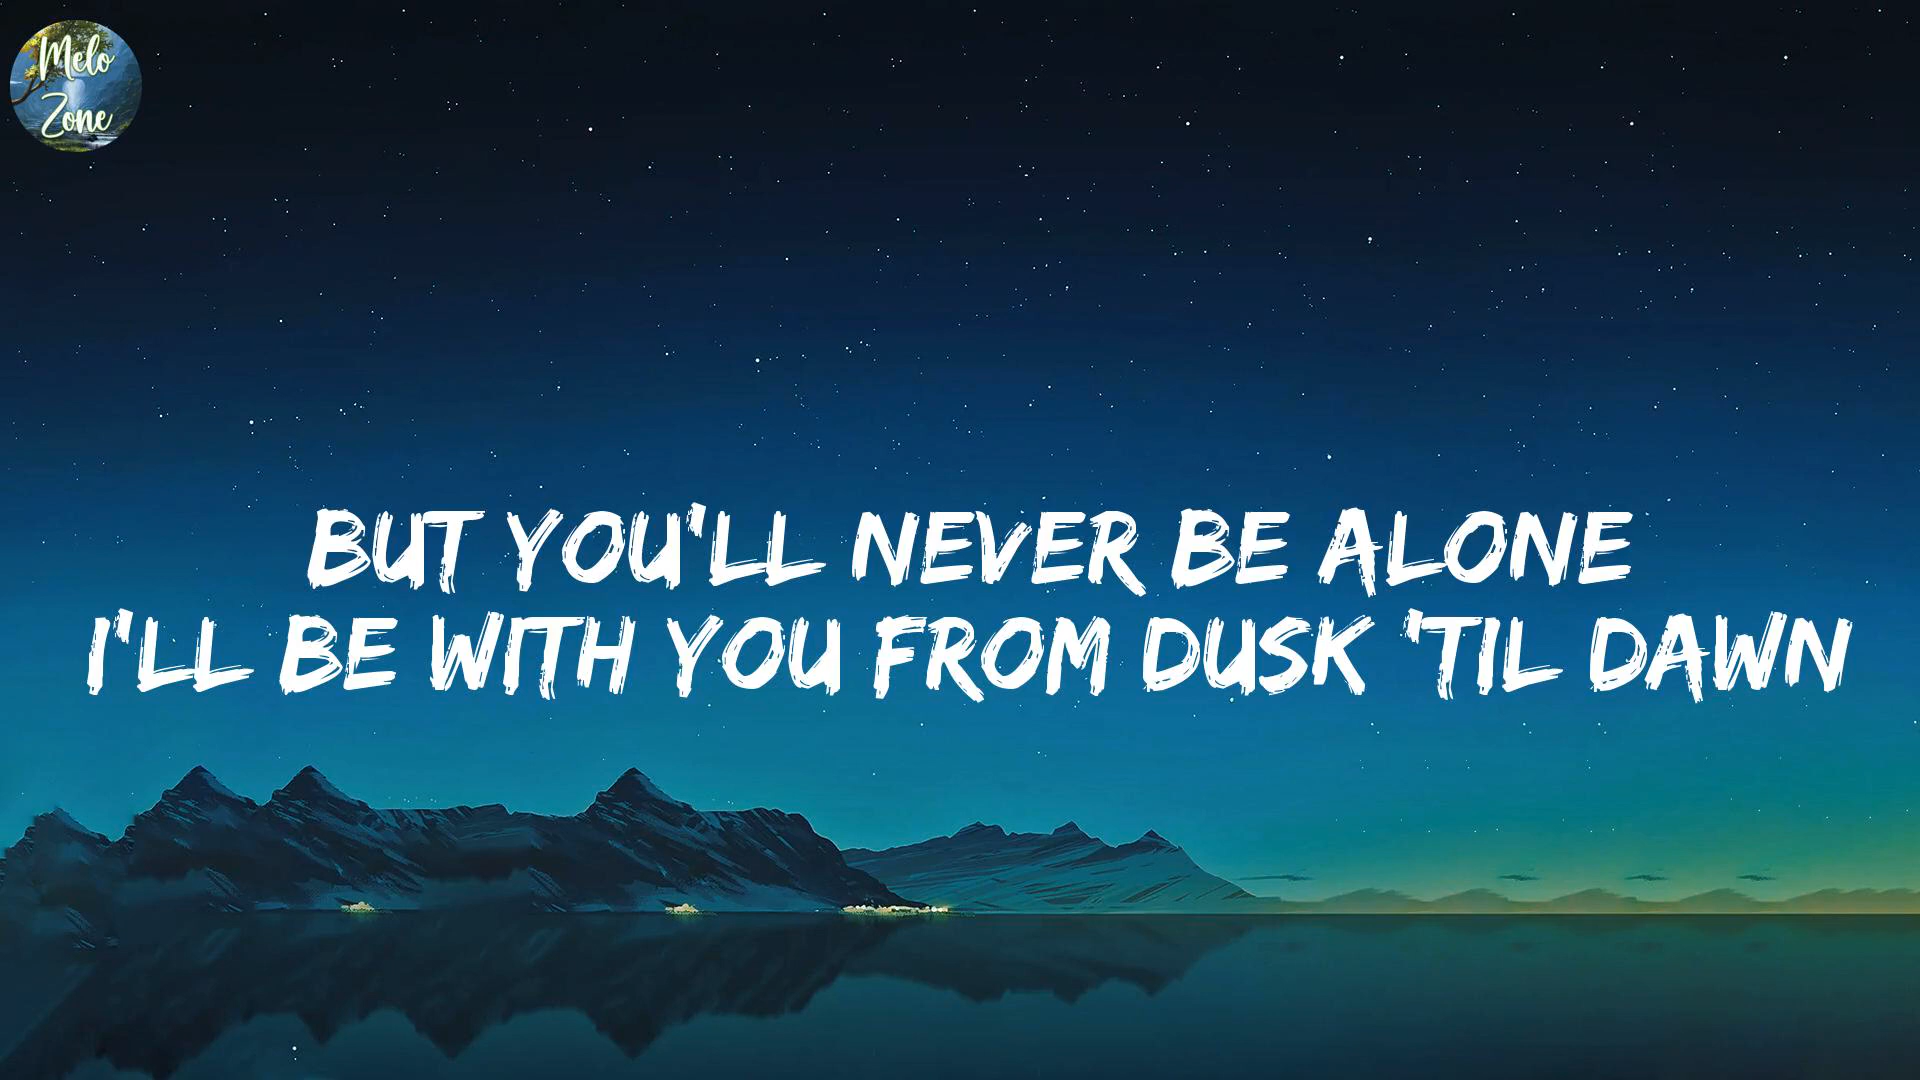 Melo
Zone
BUT YOU'LL NEVER BE ALONE
I'LL BE WITH YOU FROM DUSK 'TIL DAWN